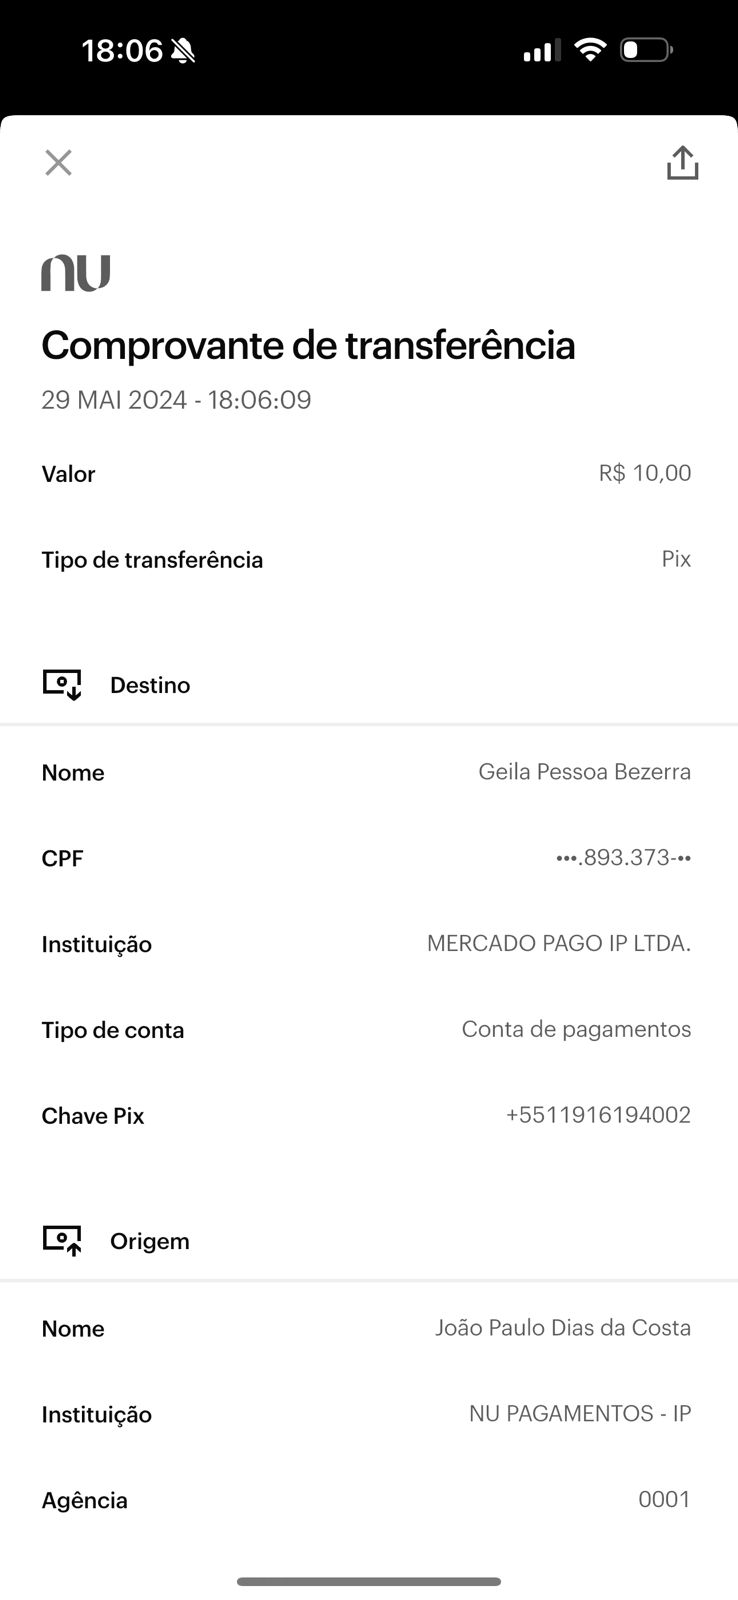 18:06
nu
Comprovante de transferência
29 MAI 2024 - 18:06:09
Valor R$ 10,00
Tipo de transferência Pix
Destino
Nome Geila Pessoa Bezerra
CPF •••.893.373-••
Instituição MERCADO PAGO IP LTDA.
Tipo de conta Conta de pagamentos
Chave Pix +5511916194002
Origem
Nome João Paulo Dias da Costa
Instituição NU PAGAMENTOS - IP
Agência 0001